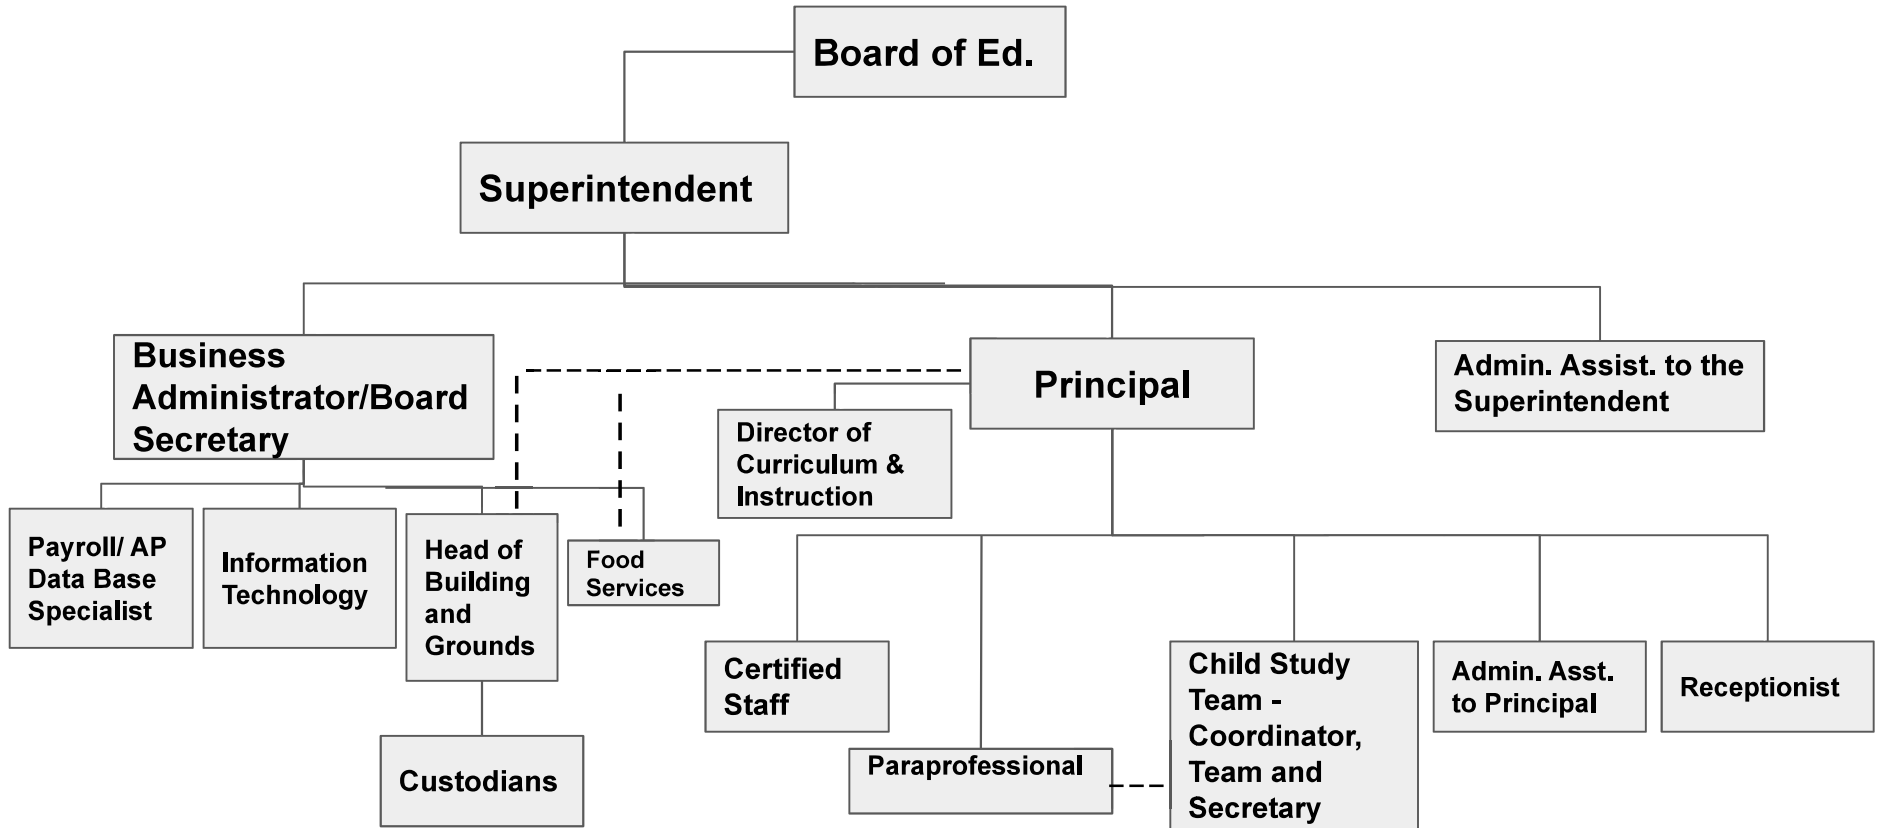 Board of Ed.
Superintendent
Business
Administrator/Board
Secretary
Principal
Admin. Assist. to the
Superintendent
Director of
Curriculum &
Instruction
Payroll/ AP
Data Base
Specialist
Information
Technology
Head of
Building
and
Grounds
Food
Services
Custodians
Certified
Staff
Paraprofessional
Child Study
Team -
Coordinator,
Team and
Secretary
Admin. Asst.
to Principal
Receptionist